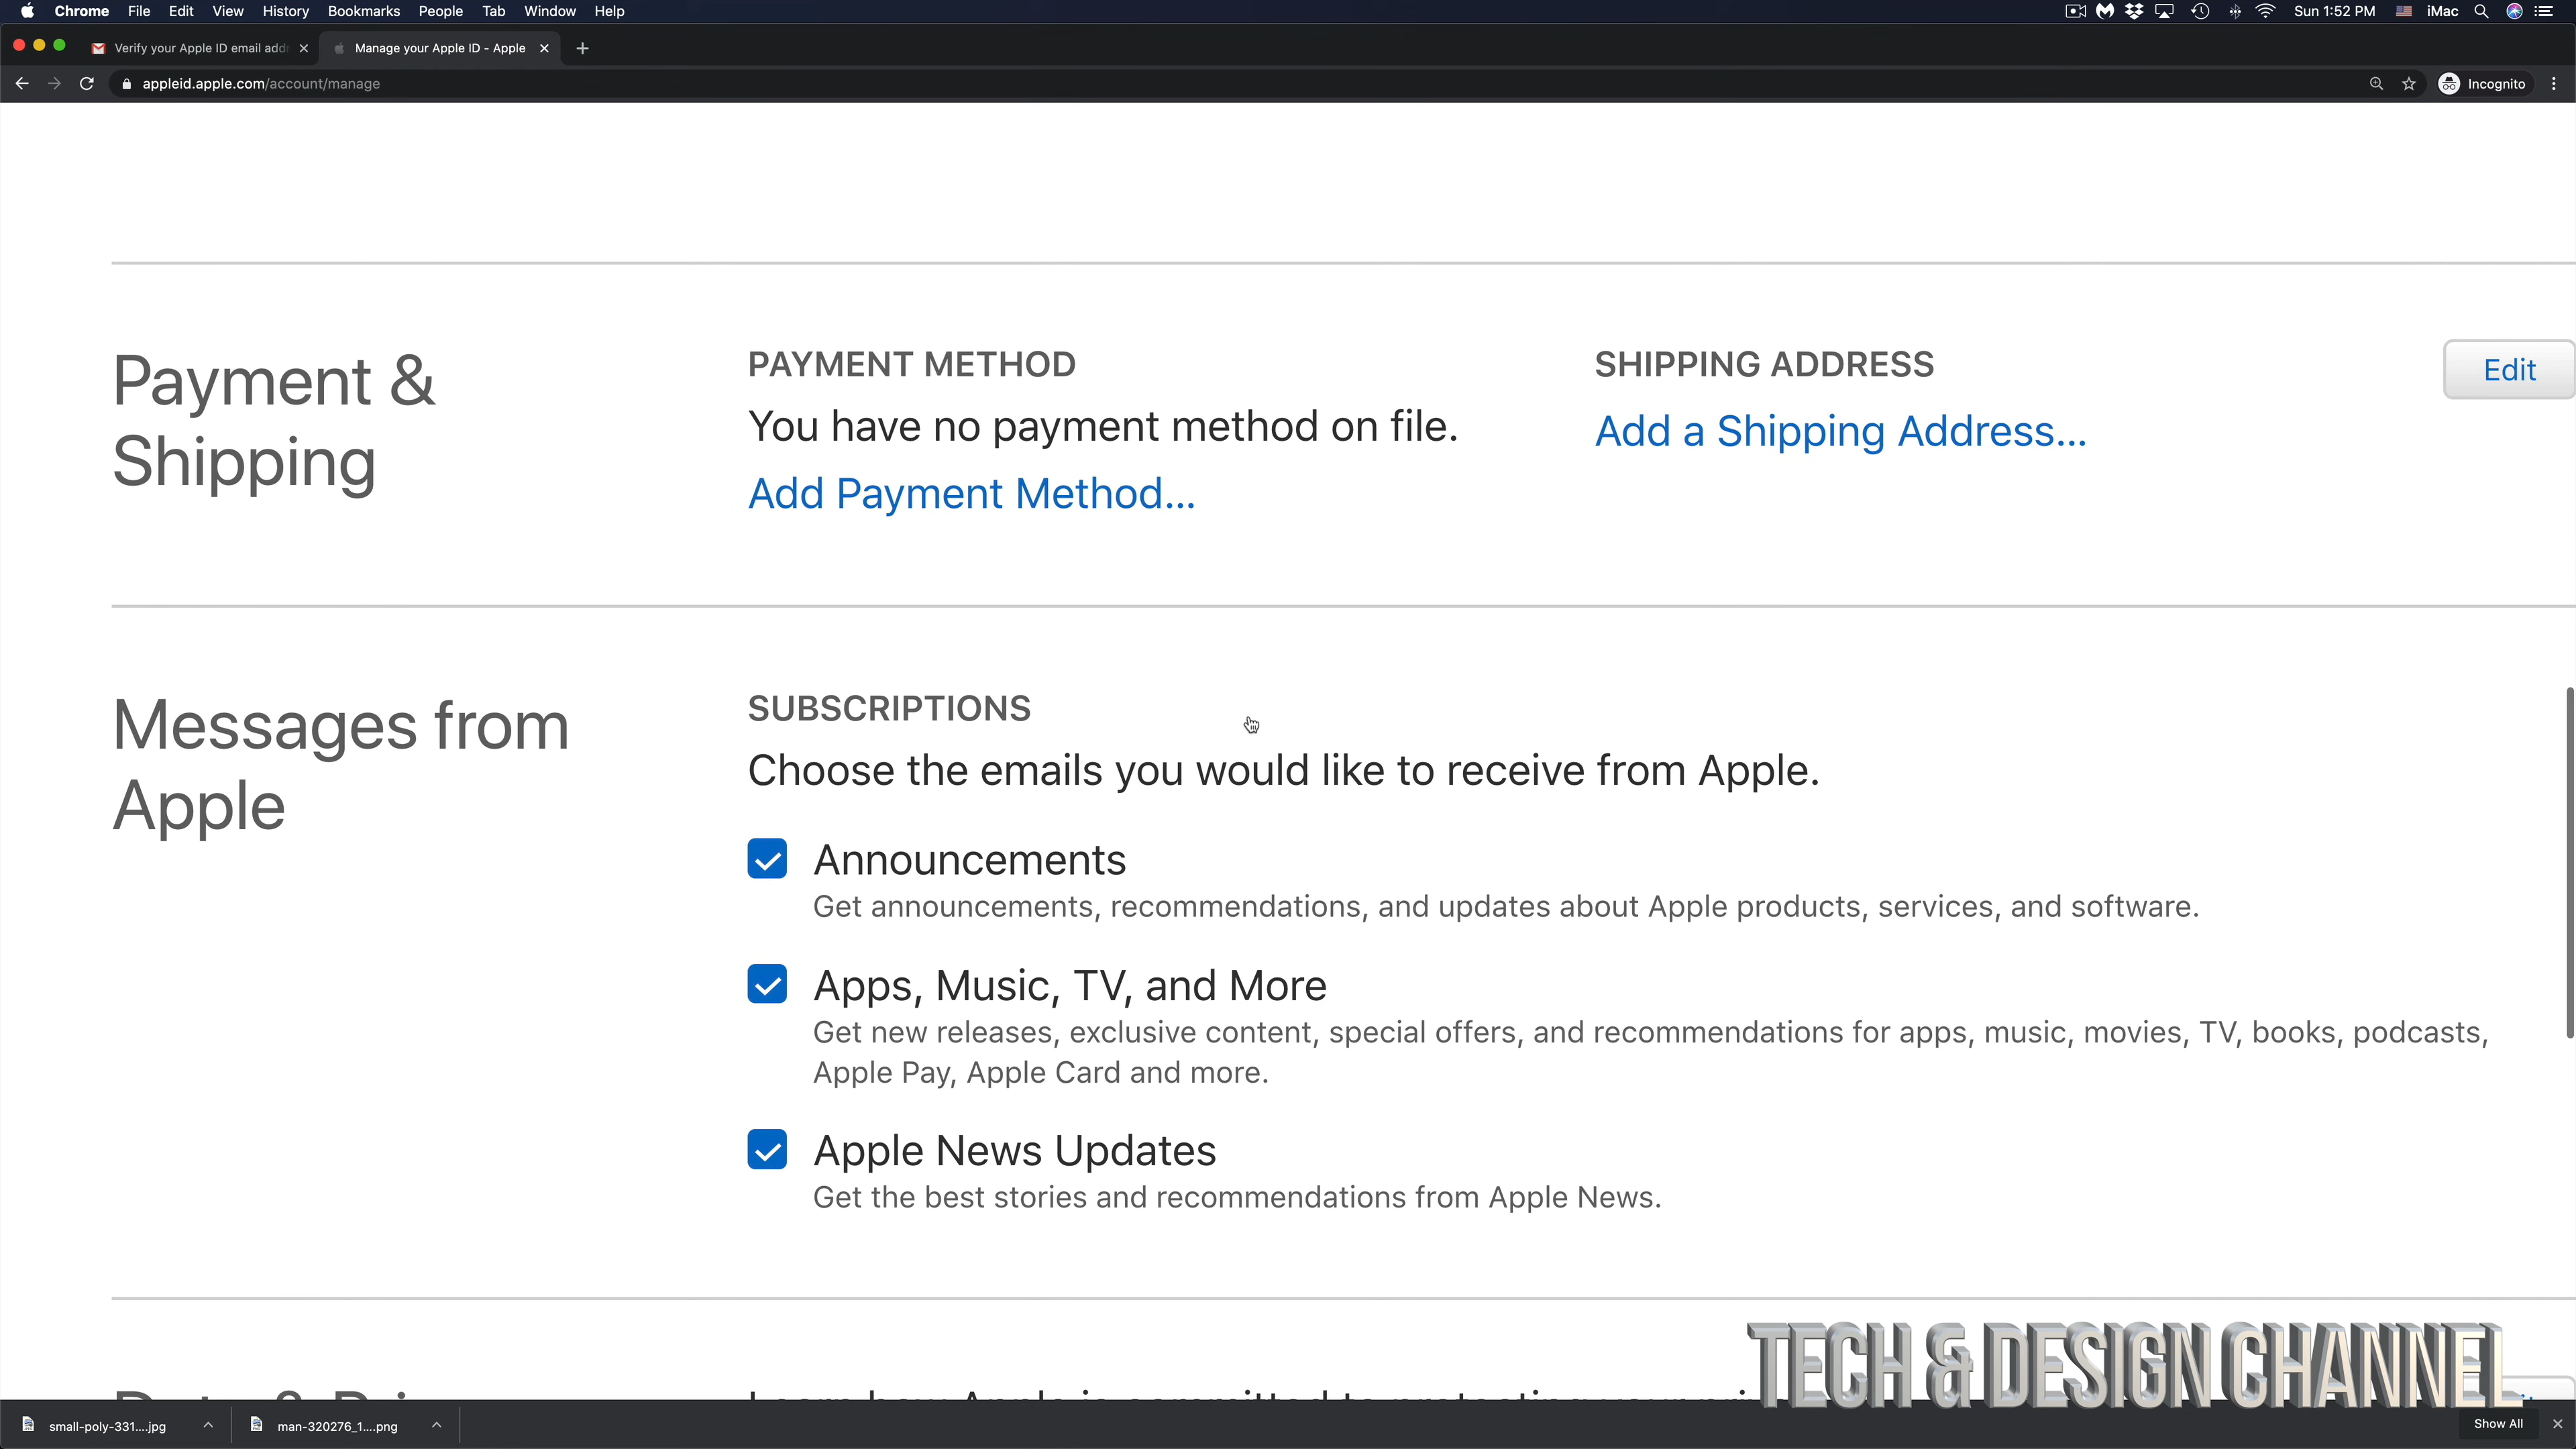 Chrome File Edit View History Bookmarks People Tab Window Help Sun 1:52 PM iMac
Verify your Apple ID email addr Manage your Apple ID - Apple
appleid.apple.com/account/manage Incognito
Payment & Shipping
PAYMENT METHOD
You have no payment method on file.
Add Payment Method...
SHIPPING ADDRESS
Add a Shipping Address...
Edit
Messages from Apple
SUBSCRIPTIONS
Choose the emails you would like to receive from Apple.
Announcements
Get announcements, recommendations, and updates about Apple products, services, and software.
Apps, Music, TV, and More
Get new releases, exclusive content, special offers, and recommendations for apps, music, movies, TV, books, podcasts,
Apple Pay, Apple Card and more.
Apple News Updates
Get the best stories and recommendations from Apple News.
TECH & DESIGN CHANNEL
small-poly-331....jpg man-320276_1....png Show All